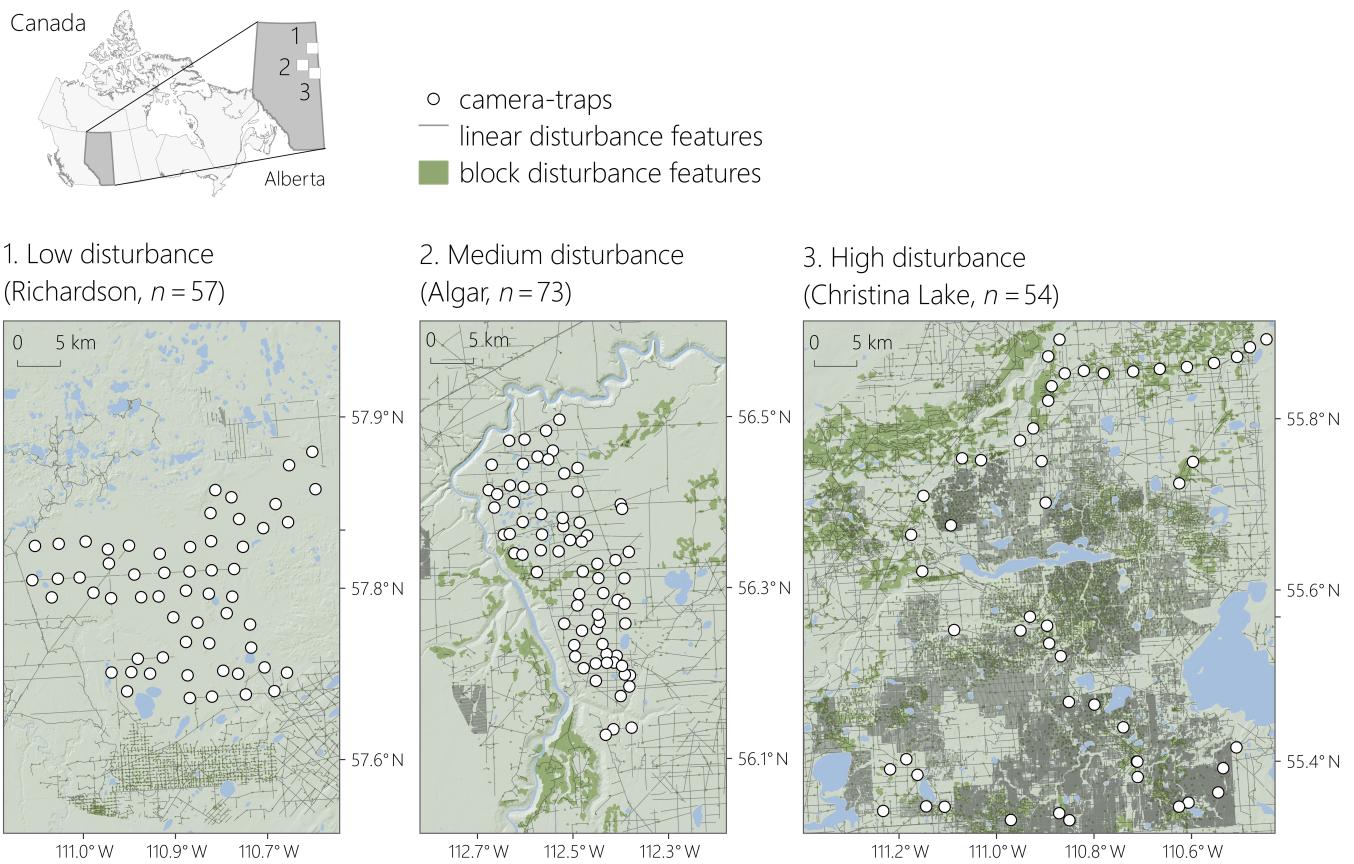 Canada
1
2
3
Alberta
camera-traps
linear disturbance features
block disturbance features
1. Low disturbance
(Richardson, n = 57)
2. Medium disturbance
(Algar, n = 73)
3. High disturbance
(Christina Lake, n = 54)
0 5 km
57.9°N
57.8°N
57.6°N
111.0°W 110.9°W 110.7°W
0 5 km
56.5°N
56.3°N
56.1°N
112.7°W 112.5°W 112.3°W
0 5 km
55.8°N
55.6°N
55.4°N
111.2°W 111.0°W 110.8°W 110.6°W